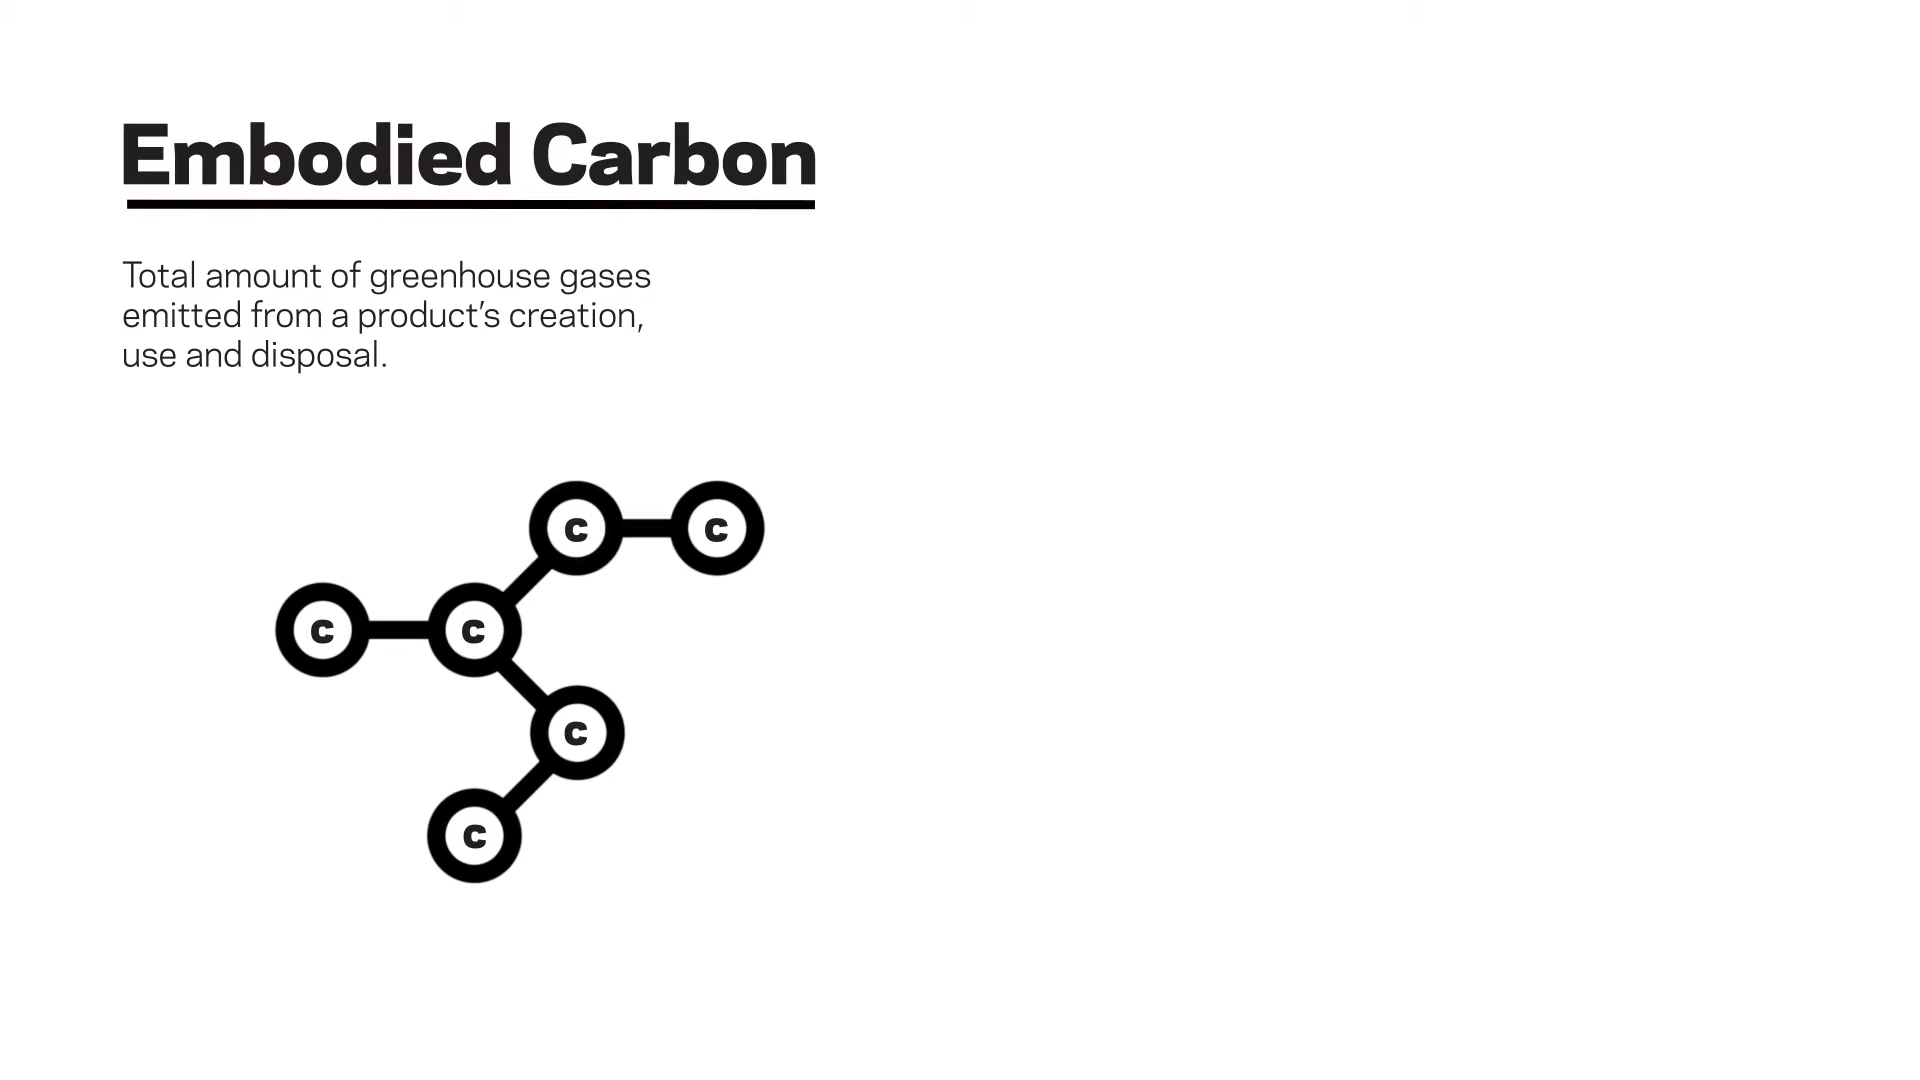 Embodied Carbon
Total amount of greenhouse gases
emitted from a product’s creation,
use and disposal.
C C
C C
C
C